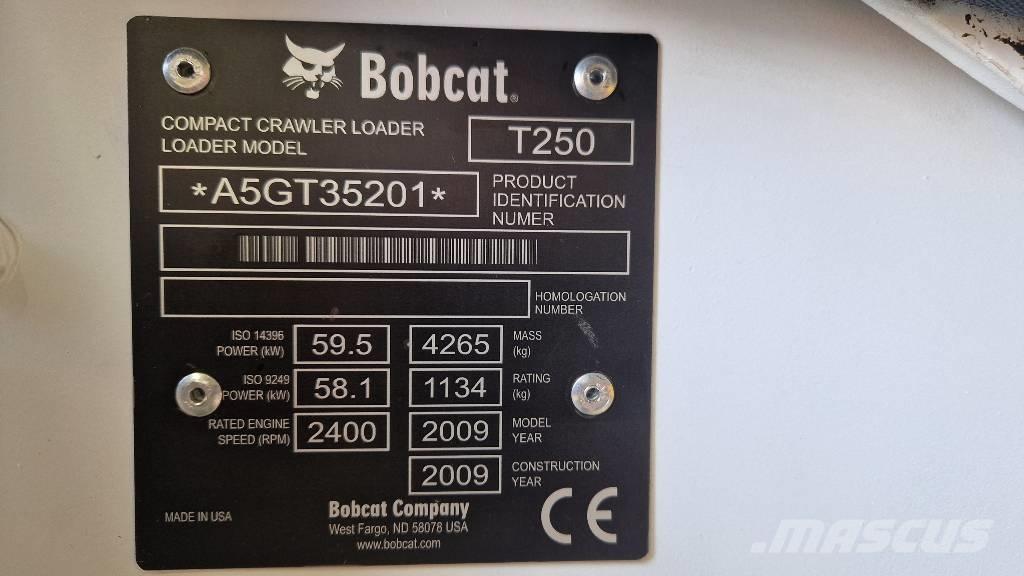 Bobcat®
COMPACT CRAWLER LOADER
LOADER MODEL
T250
*A5GT35201*
PRODUCT
IDENTIFICATION
NUMER
HOMOLOGATION
NUMBER
ISO 14396
POWER (kW)
59.5
4265
MASS
(kg)
ISO 9249
POWER (kW)
58.1
1134
RATING
(kg)
RATED ENGINE
SPEED (RPM)
2400
2009
MODEL
YEAR
2009
CONSTRUCTION
YEAR
MADE IN USA
Bobcat Company
West Fargo, ND 58078 USA
www.bobcat.com
CE
MASCUS